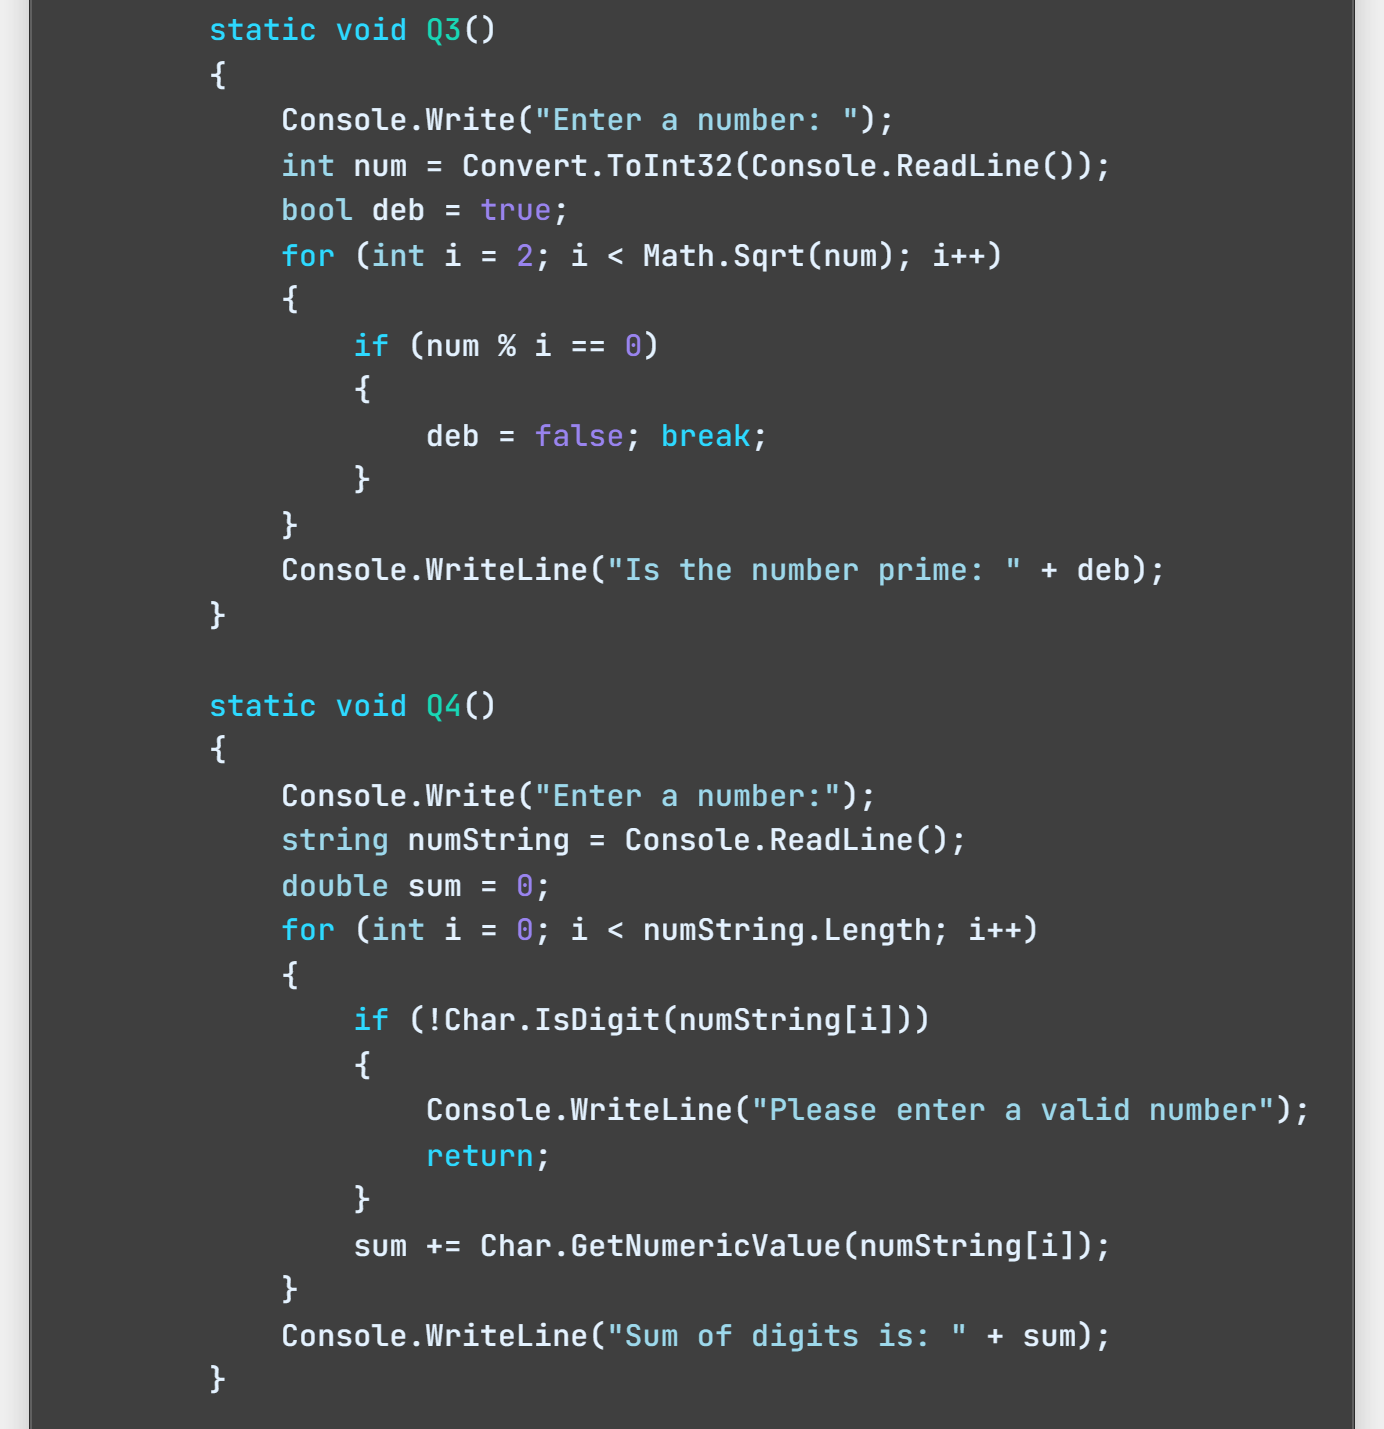 static void Q3()
{
Console.Write("Enter a number: ");
int num = Convert.ToInt32(Console.ReadLine());
bool deb = true;
for (int i = 2; i < Math.Sqrt(num); i++)
{
if (num % i == 0)
{
deb = false; break;
}
}
Console.WriteLine("Is the number prime: " + deb);
}
static void Q4()
{
Console.Write("Enter a number:");
string numString = Console.ReadLine();
double sum = 0;
for (int i = 0; i < numString.Length; i++)
{
if (!Char.IsDigit(numString[i]))
{
Console.WriteLine("Please enter a valid number");
return;
}
sum += Char.GetNumericValue(numString[i]);
}
Console.WriteLine("Sum of digits is: " + sum);
}